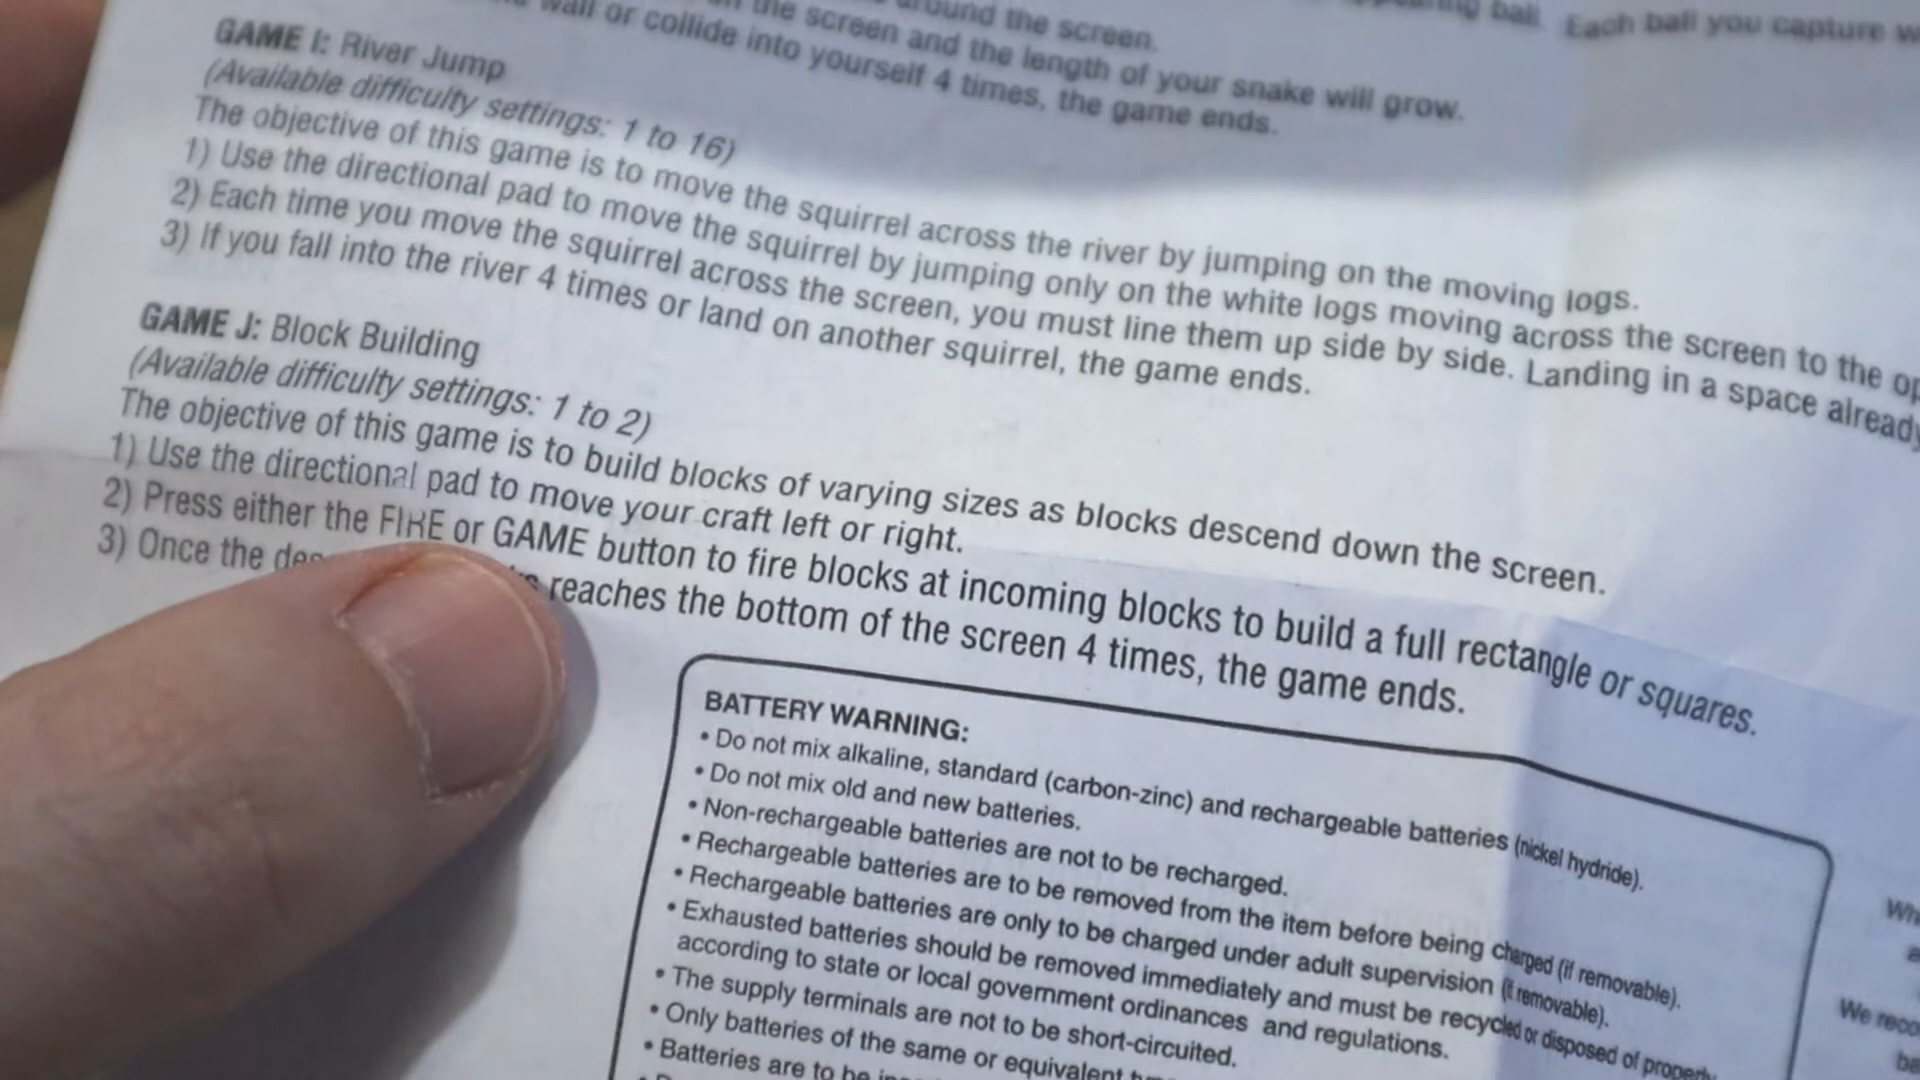 ball. Each ball you capture
around the screen.
the screen and the length of your snake will grow.
wall or collide into yourself 4 times, the game ends.
GAME I: River Jump
(Available difficulty settings: 1 to 16)
The objective of this game is to move the squirrel across the river by jumping on the moving logs.
1) Use the directional pad to move the squirrel by jumping only on the white logs moving across the screen to the
2) Each time you move the squirrel across the screen, you must line them up side by side. Landing in a space already
3) If you fall into the river 4 times or land on another squirrel, the game ends.
GAME J: Block Building
(Available difficulty settings: 1 to 2)
The objective of this game is to build blocks of varying sizes as blocks descend down the screen.
1) Use the directional pad to move your craft left or right.
2) Press either the FIRE or GAME button to fire blocks at incoming blocks to build a full rectangle or squares.
3) Once the reaches the bottom of the screen 4 times, the game ends.
BATTERY WARNING:
• Do not mix alkaline, standard (carbon-zinc) and rechargeable batteries (nickel hydride).
• Do not mix old and new batteries.
• Non-rechargeable batteries are not to be recharged.
• Rechargeable batteries are to be removed from the item before being charged (if removable).
• Rechargeable batteries are only to be charged under adult supervision (if removable).
• Exhausted batteries should be removed immediately and must be recycled or disposed of properly
according to state or local government ordinances and regulations.
• The supply terminals are not to be short-circuited.
• Only batteries of the same or equivalent
• Batteries are to be
We